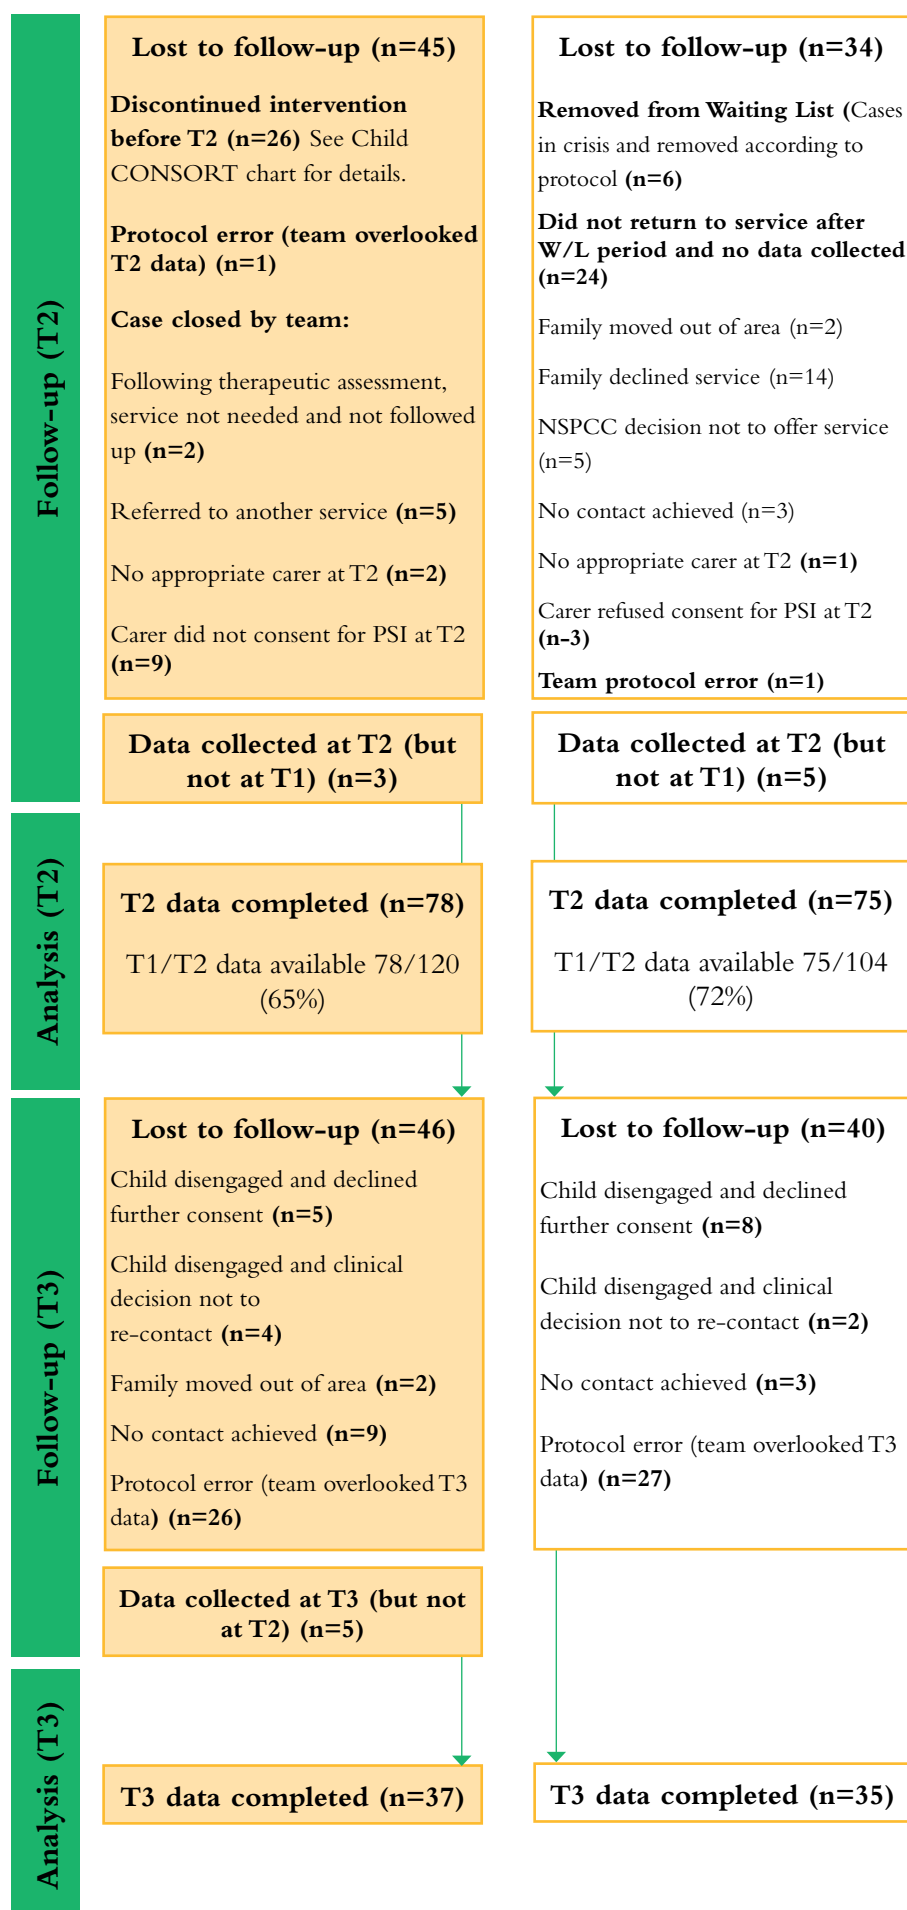 Follow-up (T2)
Lost to follow-up (n=45)
Discontinued intervention
before T2 (n=26) See Child
CONSORT chart for details.
Protocol error (team overlooked
T2 data) (n=1)
Case closed by team:
Following therapeutic assessment,
service not needed and not followed
up (n=2)
Referred to another service (n=5)
No appropriate carer at T2 (n=2)
Carer did not consent for PSI at T2
(n=9)
Lost to follow-up (n=34)
Removed from Waiting List (Cases
in crisis and removed according to
protocol (n=6)
Did not return to service after
W/L period and no data collected
(n=24)
Family moved out of area (n=2)
Family declined service (n=14)
NSPCC decision not to offer service
(n=5)
No contact achieved (n=3)
No appropriate carer at T2 (n=1)
Carer refused consent for PSI at T2
(n-3)
Team protocol error (n=1)
Data collected at T2 (but
not at T1) (n=3)
Data collected at T2 (but
not at T1) (n=5)
Analysis (T2)
T2 data completed (n=78)
T1/T2 data available 78/120
(65%)
T2 data completed (n=75)
T1/T2 data available 75/104
(72%)
Follow-up (T3)
Lost to follow-up (n=46)
Child disengaged and declined
further consent (n=5)
Child disengaged and clinical
decision not to
re-contact (n=4)
Family moved out of area (n=2)
No contact achieved (n=9)
Protocol error (team overlooked T3
data) (n=26)
Lost to follow-up (n=40)
Child disengaged and declined
further consent (n=8)
Child disengaged and clinical
decision not to re-contact (n=2)
No contact achieved (n=3)
Protocol error (team overlooked T3
data) (n=27)
Data collected at T3 (but not
at T2) (n=5)
Analysis (T3)
T3 data completed (n=37)
T3 data completed (n=35)